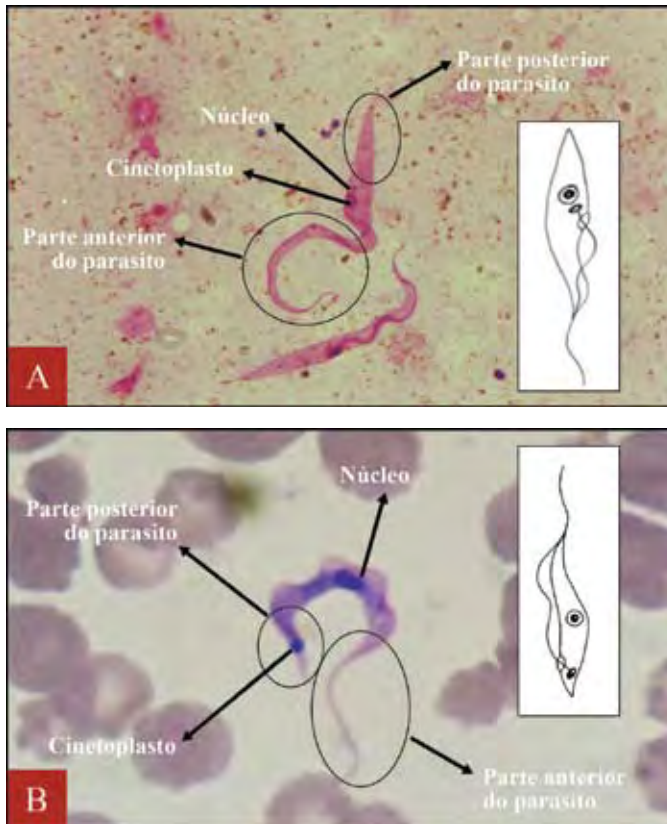 Parte posterior
do parasito
Núcleo
Cinetoplasto
Parte anterior
do parasito
A
Núcleo
Parte posterior
do parasito
Cinetoplasto
Parte anterior
do parasito
B